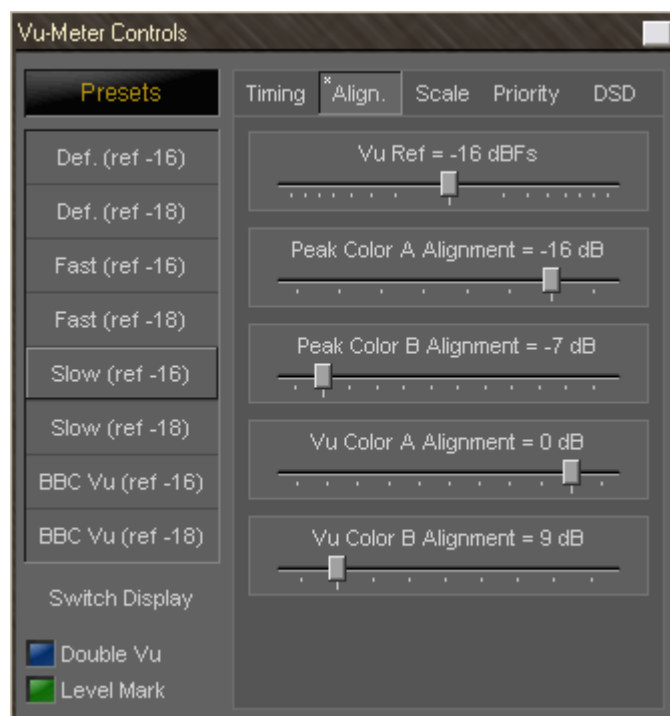 Vu-Meter Controls
Presets
Def. (ref -16)
Def. (ref -18)
Fast (ref -16)
Fast (ref -18)
Slow (ref -16)
Slow (ref -18)
BBC Vu (ref -16)
BBC Vu (ref -18)
Switch Display
Double Vu
Level Mark
Timing *Align. Scale Priority DSD
Vu Ref = -16 dBFs
Peak Color A Alignment = -16 dB
Peak Color B Alignment = -7 dB
Vu Color A Alignment = 0 dB
Vu Color B Alignment = 9 dB